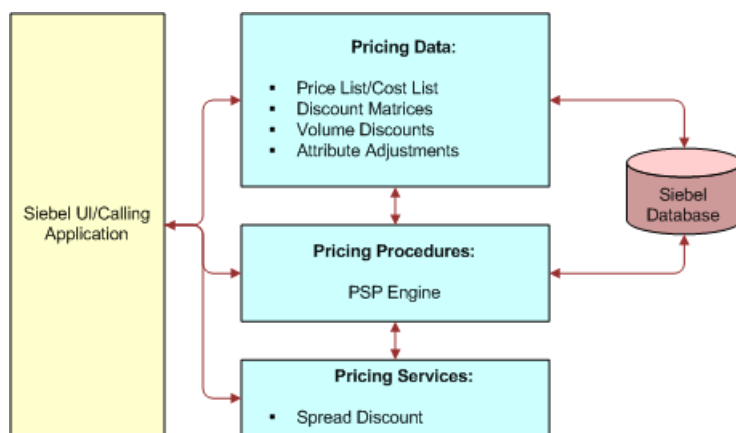 Siebel UI/Calling
Application
Pricing Data:
▪ Price List/Cost List
▪ Discount Matrices
▪ Volume Discounts
▪ Attribute Adjustments
Pricing Procedures:
PSP Engine
Pricing Services:
▪ Spread Discount
Siebel
Database